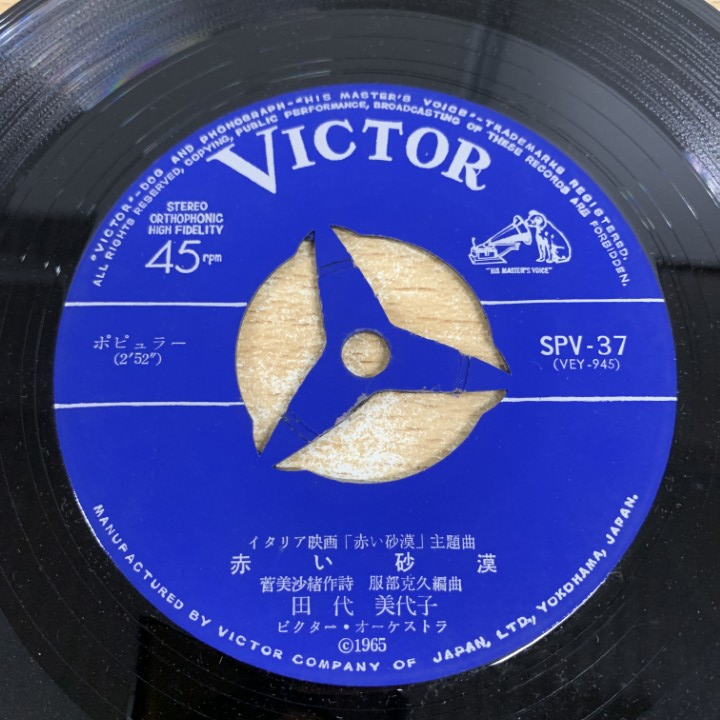 "VICTOR"-DOG AND PHONOGRAPH-"HIS MASTER'S VOICE"-TRADEMARKS REGISTERED.
ALL RIGHTS RESERVED, COPYING, PUBLIC PERFORMANCE, BROADCASTING OF THESE RECORDS ARE FORBIDDEN.
VICTOR
STEREO
ORTHOPHONIC
HIGH FIDELITY
45rpm
"HIS MASTER'S VOICE"
ポピュラー
(2'52")
SPV-37
(VEY-945)
イタリア映画「赤い砂漠」主題曲
赤い砂漠
薈美沙緒作詩 服部克久編曲
田代 美代子
ビクター・オーケストラ
©1965
MANUFACTURED BY VICTOR COMPANY OF JAPAN, LTD, YOKOHAMA, JAPAN.